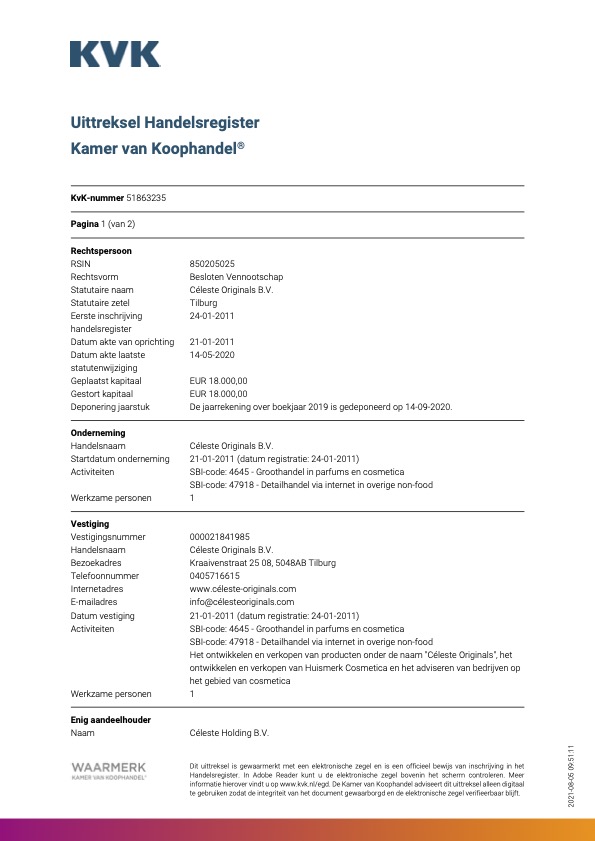 KVK
Uittreksel Handelsregister
Kamer van Koophandel®
KvK-nummer 51863235
Pagina 1 (van 2)
Rechtspersoon
RSIN 850205025
Rechtsvorm Besloten Vennootschap
Statutaire naam Céleste Originals B.V.
Statutaire zetel Tilburg
Eerste inschrijving 24-01-2011
handelsregister
Datum akte van oprichting 21-01-2011
Datum akte laatste 14-05-2020
statutenwijziging
Geplaatst kapitaal EUR 18.000,00
Gestort kapitaal EUR 18.000,00
Deponering jaarstuk De jaarrekening over boekjaar 2019 is gedeponeerd op 14-09-2020.
Onderneming
Handelsnaam Céleste Originals B.V.
Startdatum onderneming 21-01-2011 (datum registratie: 24-01-2011)
Activiteiten SBI-code: 4645 - Groothandel in parfums en cosmetica
SBI-code: 47918 - Detailhandel via internet in overige non-food
Werkzame personen 1
Vestiging
Vestigingsnummer 000021841985
Handelsnaam Céleste Originals B.V.
Bezoekadres Kraaivenstraat 25 08, 5048AB Tilburg
Telefoonnummer 0405716615
Internetadres www.céleste-originals.com
E-mailadres info@célesteoriginals.com
Datum vestiging 21-01-2011 (datum registratie: 24-01-2011)
Activiteiten SBI-code: 4645 - Groothandel in parfums en cosmetica
SBI-code: 47918 - Detailhandel via internet in overige non-food
Het ontwikkelen en verkopen van producten onder de naam "Céleste Originals", het
ontwikkelen en verkopen van Huismerk Cosmetica en het adviseren van bedrijven op
het gebied van cosmetica
Werkzame personen 1
Enig aandeelhouder
Naam Céleste Holding B.V.
WAARMERK
KAMER VAN KOOPHANDEL®
Dit uittreksel is gewaarmerkt met een elektronische zegel en is een officieel bewijs van inschrijving in het
Handelsregister. In Adobe Reader kunt u de elektronische zegel bovenin het scherm controleren. Meer
informatie hierover vindt u op www.kvk.nl/egd. De Kamer van Koophandel adviseert dit uittreksel alleen digitaal
te gebruiken zodat de integriteit van het document gewaarborgd en de elektronische zegel verifieerbaar blijft.
2021-08-05 09:51:11